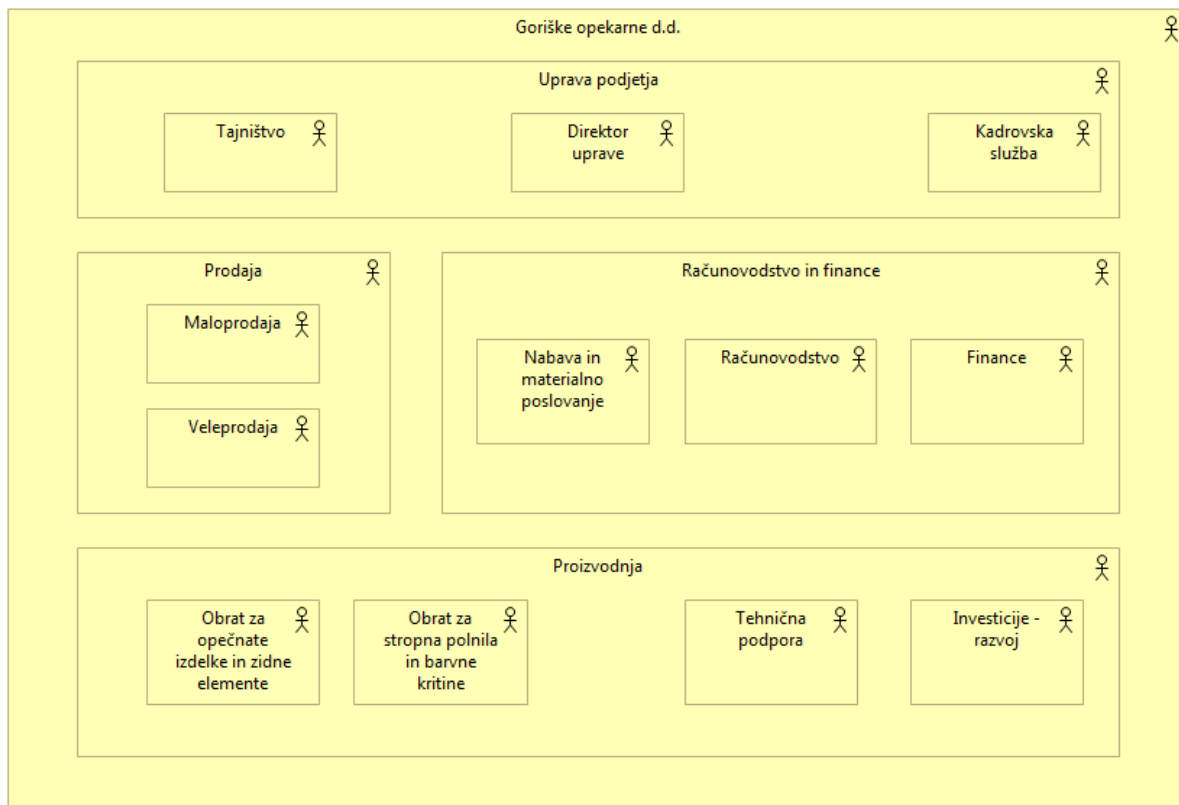 Goriške opekarne d.d.
Uprava podjetja
Tajništvo
Direktor
uprave
Kadrovska
služba
Prodaja
Maloprodaja
Veleprodaja
Računovodstvo in finance
Nabava in
materialno
poslovanje
Računovodstvo
Finance
Proizvodnja
Obrat za
opečnate
izdelke in zidne
elemente
Obrat za
stropna polnila
in barvne
kritine
Tehnična
podpora
Investicije -
razvoj